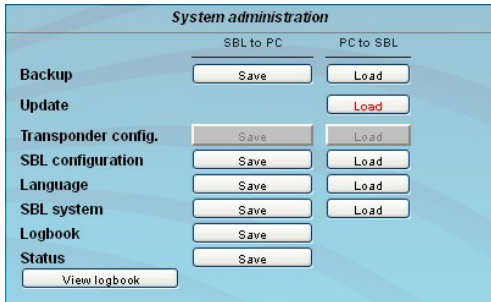 System administration
SBL to PC PC to SBL
Backup Save Load
Update Load
Transponder config. Save Load
SBL configuration Save Load
Language Save Load
SBL system Save Load
Logbook Save
Status Save
View logbook